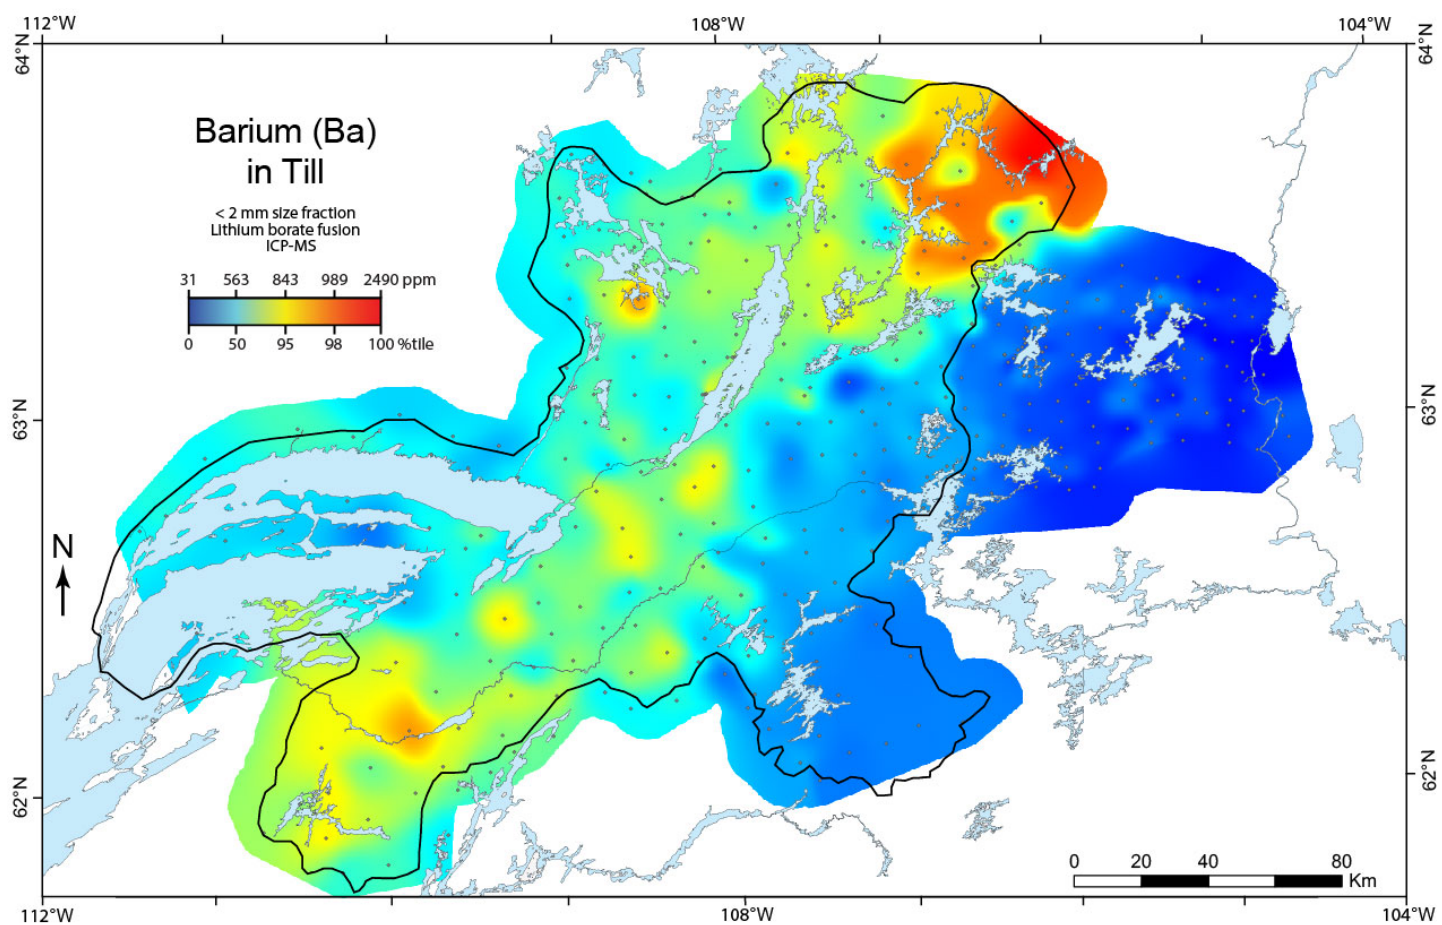 112°W 108°W 104°W
64°N 64°N
Barium (Ba)
in Till
< 2 mm size fraction
Lithium borate fusion
ICP-MS
31 563 843 989 2490 ppm
0 50 95 98 100 %tile
63°N 63°N
N
62°N 62°N
0 20 40 80
Km
112°W 108°W 104°W